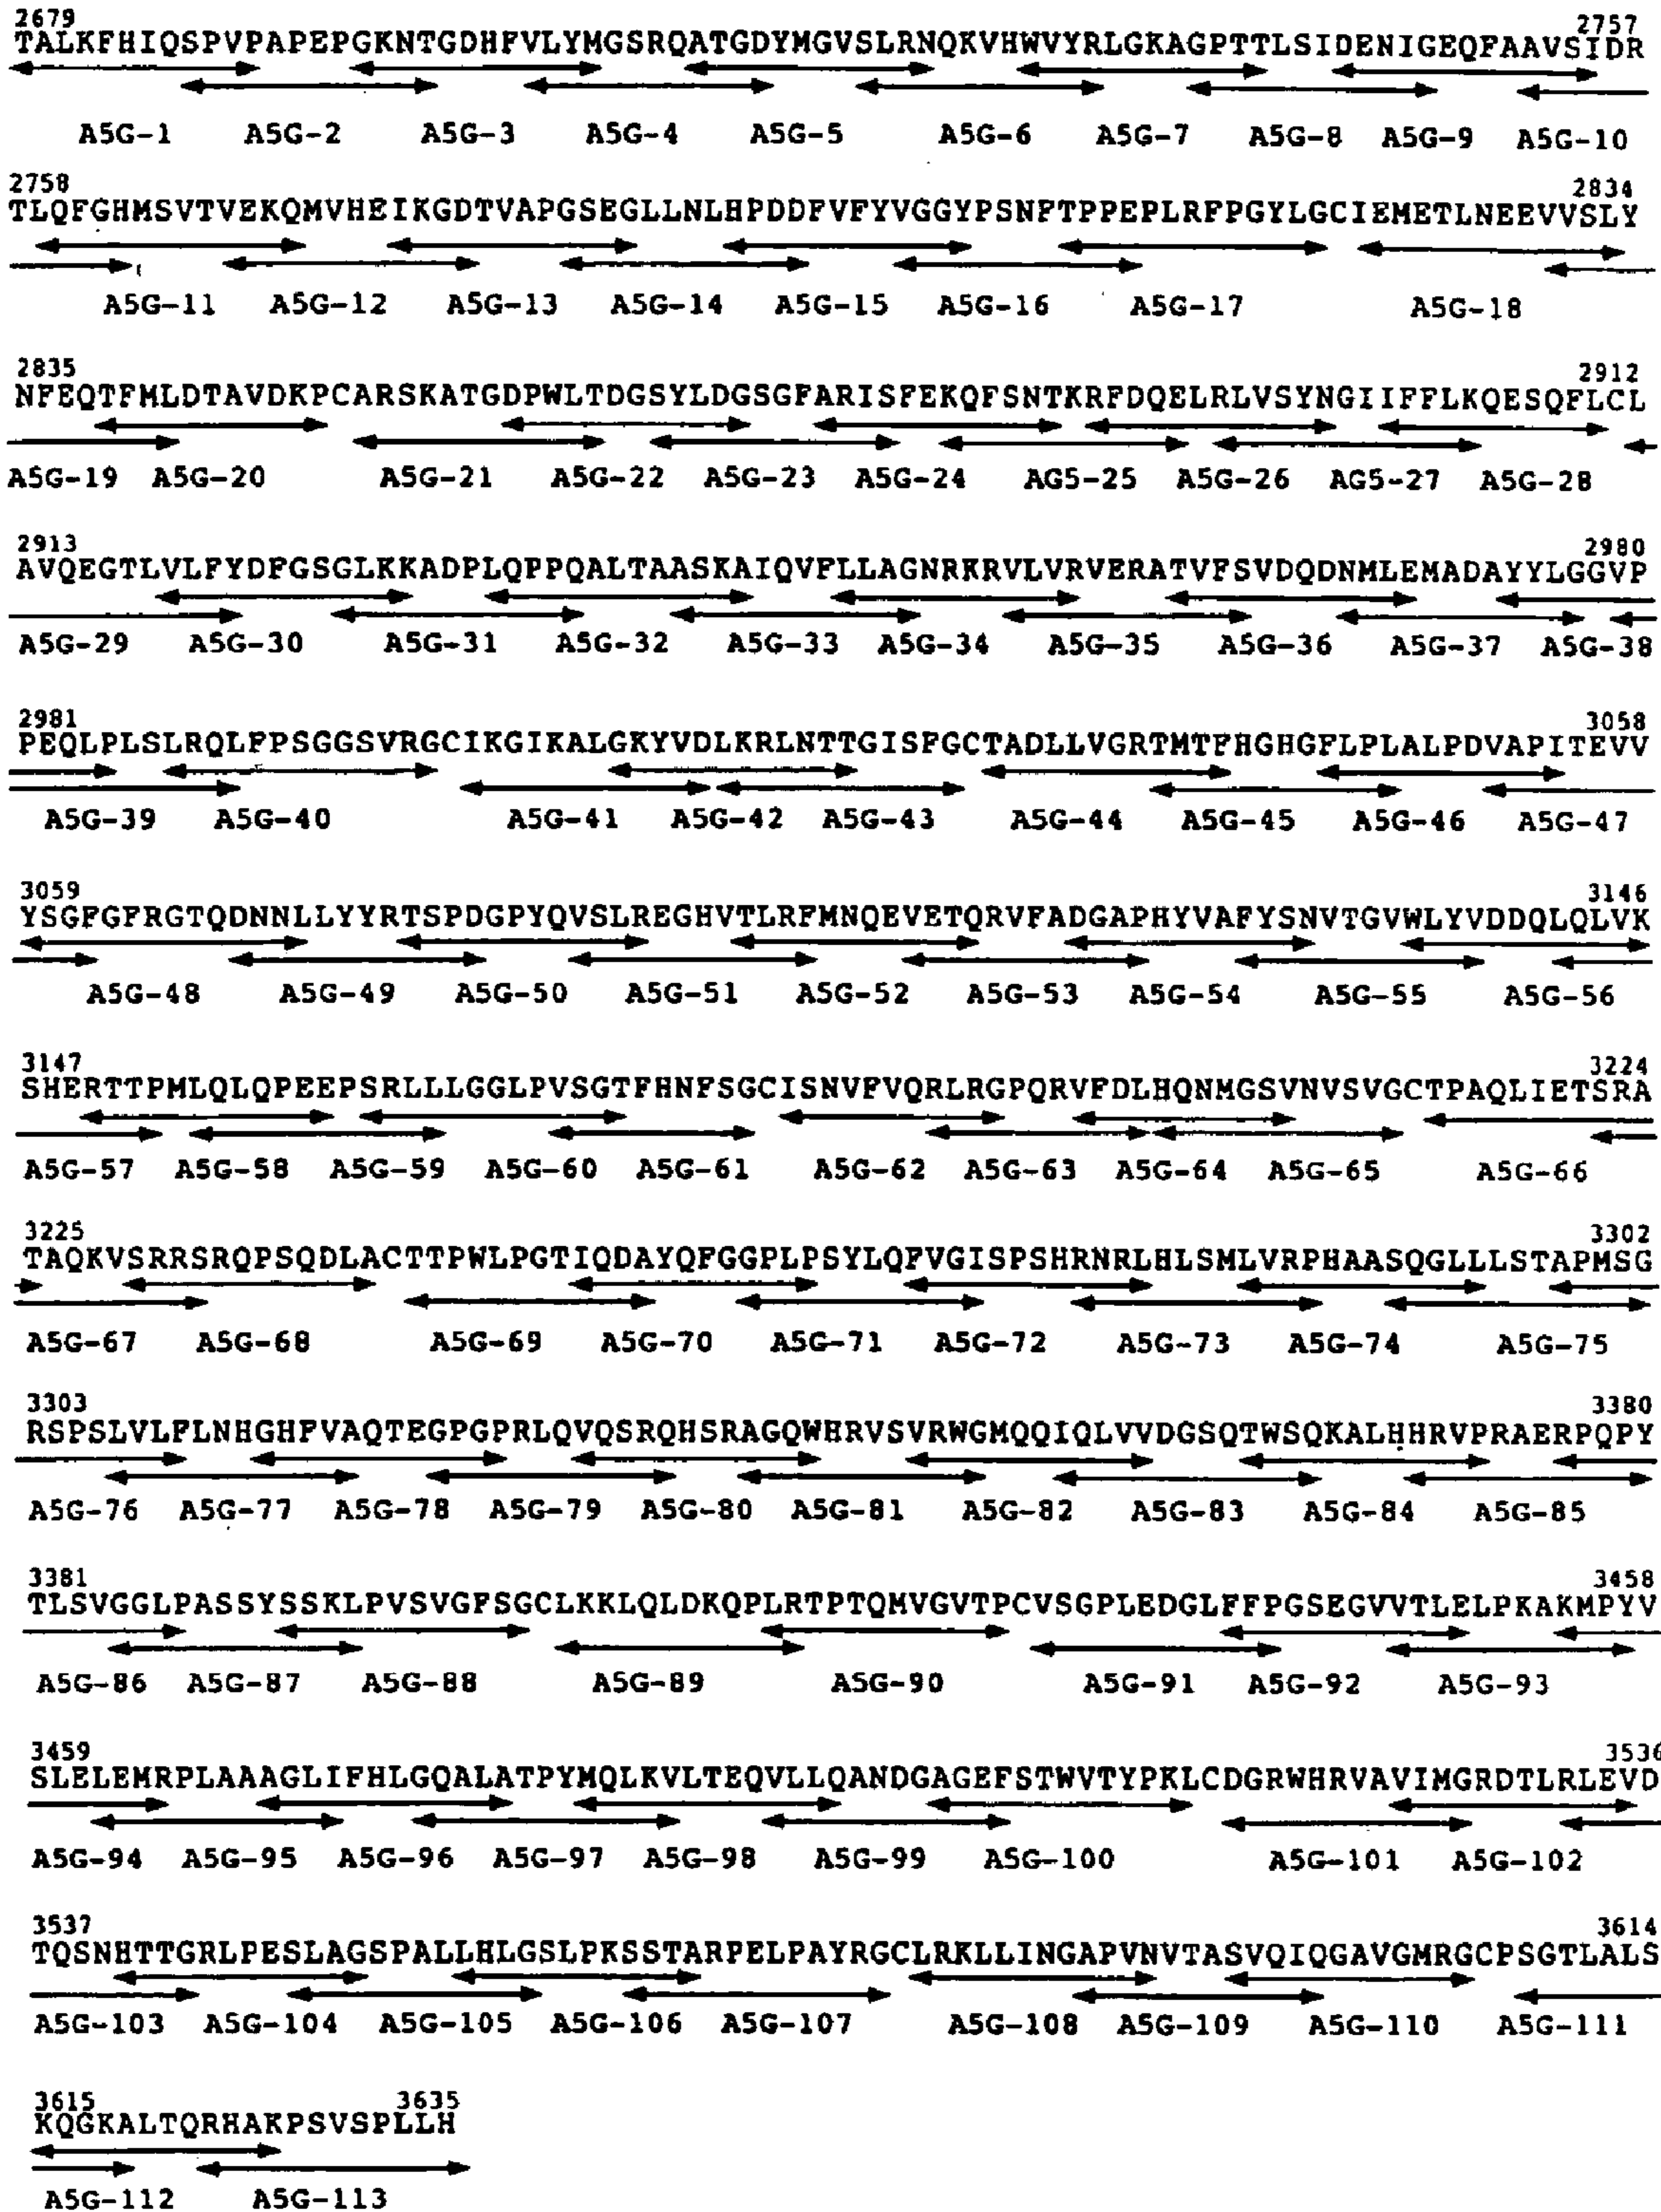 2679 2757
TALKFHIQSPVPAPEPGKNTGDHFVLYMGSRQATGDYMGVSLRNQKVHWVYRLGKAGPTTLSIDENIGEQFAAVSIDR
A5G-1 A5G-2 A5G-3 A5G-4 A5G-5 A5G-6 A5G-7 A5G-8 A5G-9 A5G-10
2758 2834
TLQFGHMSVTVEKQMVHEIKGDTVAPGSEGLLNLHPDDFVFYVGGYPSNFTPPEPLRFPGYLGCIEMETLNEEVVSLY
A5G-11 A5G-12 A5G-13 A5G-14 A5G-15 A5G-16 A5G-17 A5G-18
2835 2912
NFEQTFMLDTAVDKPCARSKATGDPWLTDGSYLDGSGFARISFEKQFSNTKRFDQELRLVSYNGIIFFLKQESQFLCL
A5G-19 A5G-20 A5G-21 A5G-22 A5G-23 A5G-24 AG5-25 A5G-26 AG5-27 A5G-28
2913 2980
AVQEGTLVLFYDFGSGLKKADPLQPPQALTAASKAIQVFLLAGNRKRVLVRVERATVFSVDQDNMLEMADAYYLGGVP
A5G-29 A5G-30 A5G-31 A5G-32 A5G-33 A5G-34 A5G-35 A5G-36 A5G-37 A5G-38
2981 3058
PEQLPLSLRQLFPSGGSVRGCIKGIKALGKYVDLKRLNTTGISFGCTADLLVGRTMTFHGHGFLPLALPDVAPITEVV
A5G-39 A5G-40 A5G-41 A5G-42 A5G-43 A5G-44 A5G-45 A5G-46 A5G-47
3059 3146
YSGFGFRGTQDNNLLYYRTSPDGPYQVSLREGHVTLRFMNQEVETQRVFADGAPHYVAFYSNVTGVWLYVDDQLQLVK
A5G-48 A5G-49 A5G-50 A5G-51 A5G-52 A5G-53 A5G-54 A5G-55 A5G-56
3147 3224
SHERTTPMLQLQPEEPSRLLLGGLPVSGTFHNFSGCISNVFVQRLRGPQRVFDLHQNMGSVNVSVGCTPAQLIETSRA
A5G-57 A5G-58 A5G-59 A5G-60 A5G-61 A5G-62 A5G-63 A5G-64 A5G-65 A5G-66
3225 3302
TAQKVSRRSRQPSQDLACTTPWLPGTIQDAYQFGGPLPSYLQFVGISPSHRNRLHLSMLVRPHAASQGLLLSTAPMSG
A5G-67 A5G-68 A5G-69 A5G-70 A5G-71 A5G-72 A5G-73 A5G-74 A5G-75
3303 3380
RSPSLVLFLNHGHFVAQTEGPGPRLQVQSRQHSRAGQWHRVSVRWGMQQIQLVVDGSQTWSQKALHHRVPRAERPQPY
A5G-76 A5G-77 A5G-78 A5G-79 A5G-80 A5G-81 A5G-82 A5G-83 A5G-84 A5G-85
3381 3458
TLSVGGLPASSYSSKLPVSVGFSGCLKKLQLDKQPLRTPTQMVGVTPCVSGPLEDGLFFPGSEGVVTLELPKAKMPYV
A5G-86 A5G-87 A5G-88 A5G-89 A5G-90 A5G-91 A5G-92 A5G-93
3459 3536
SLELEMRPLAAAGLIFHLGQALATPYMQLKVLTEQVLLQANDGAGEFSTWVTYPKLCDGRWHRVAVIMGRDTLRLEVD
A5G-94 A5G-95 A5G-96 A5G-97 A5G-98 A5G-99 A5G-100 A5G-101 A5G-102
3537 3614
TQSNHTTGRLPESLAGSPALLHLGSLPKSSTARPELPAYRGCLRKLLINGAPVNVTASVQIQGAVGMRGCPSGTLALS
A5G-103 A5G-104 A5G-105 A5G-106 A5G-107 A5G-108 A5G-109 A5G-110 A5G-111
3615 3635
KQGKALTQRHAKPSVSPLLH
A5G-112 A5G-113